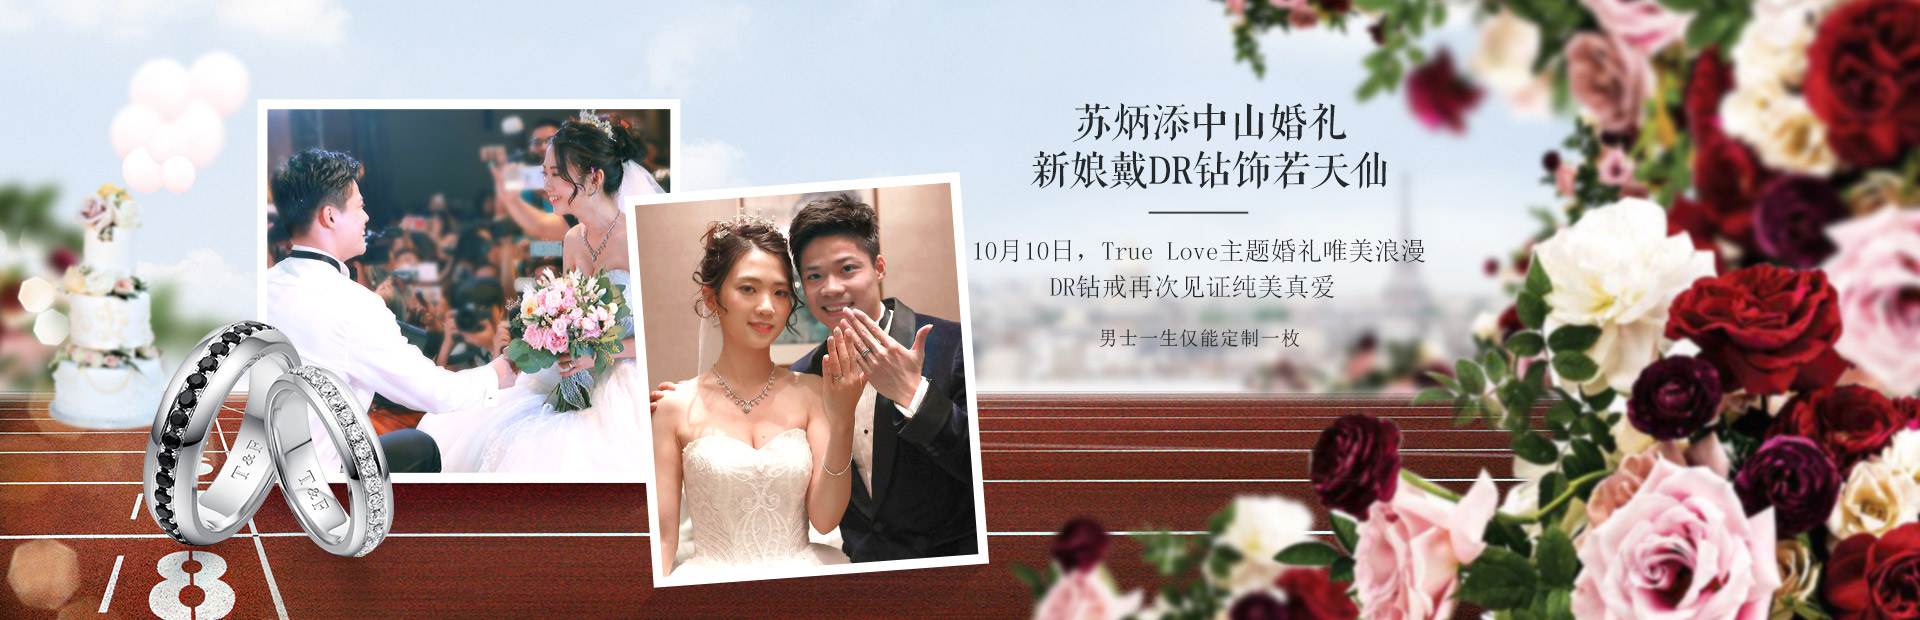 苏炳添中山婚礼
新娘戴DR钻饰若天仙
10月10日，True Love主题婚礼唯美浪漫
DR钻戒再次见证纯美真爱
男士一生仅能定制一枚
T&F
T&F
8